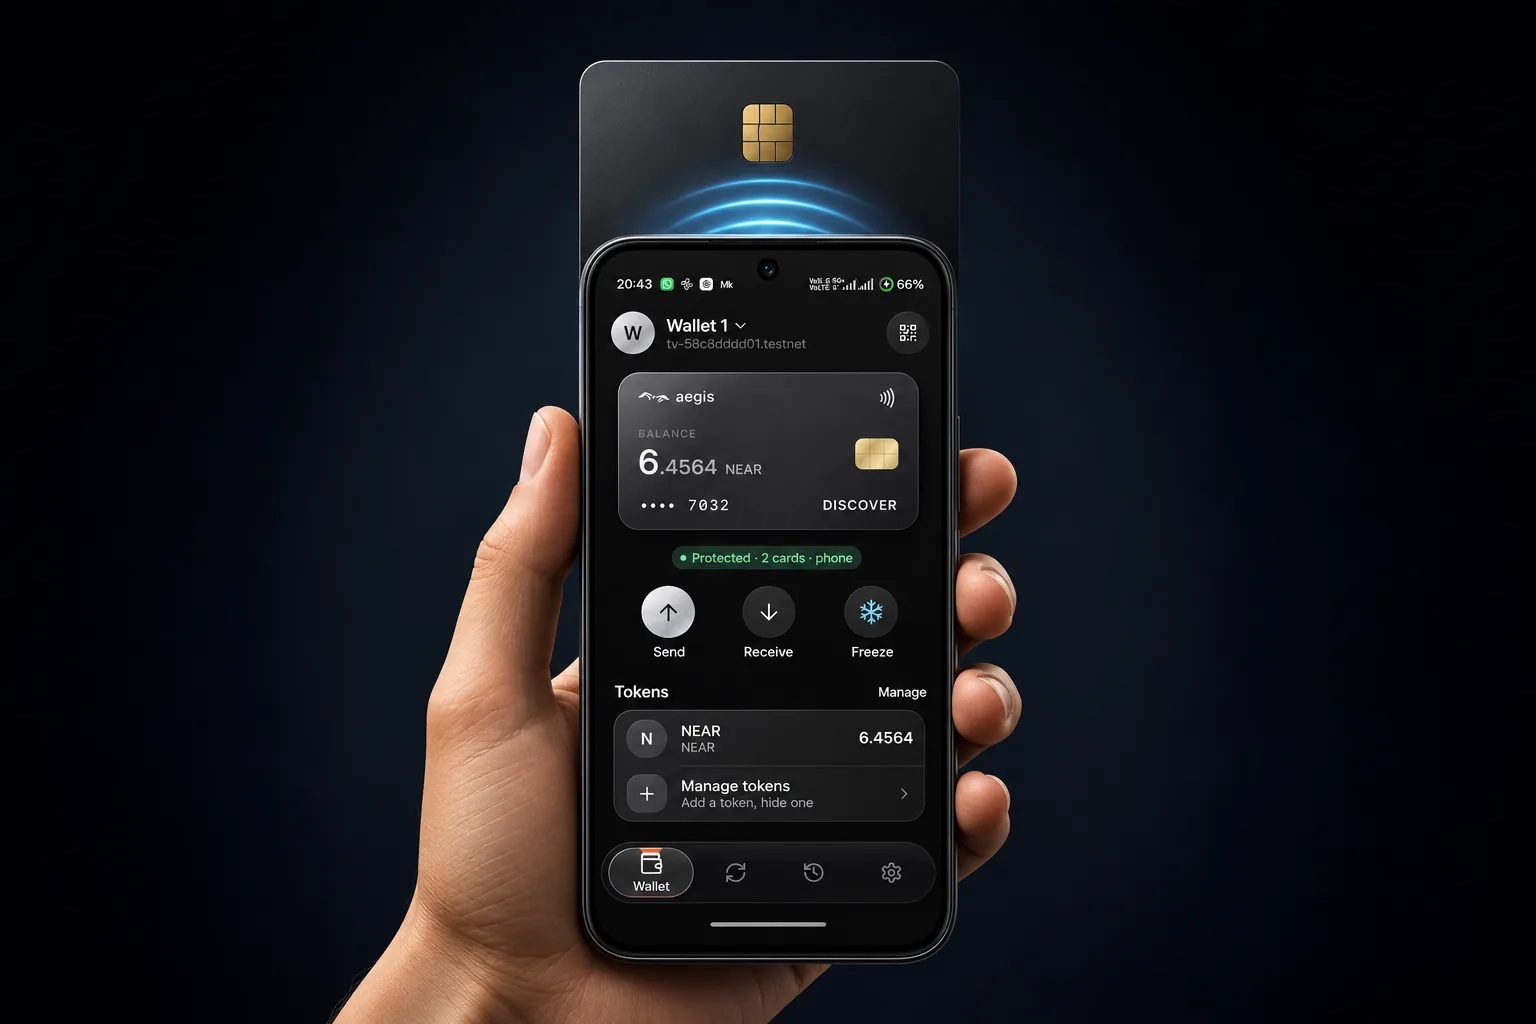 20:43 Mk 66%
W
Wallet 1
tv-58c8dddd01.testnet
aegis
BALANCE
6.4564 NEAR
•••• 7032 DISCOVER
Protected · 2 cards · phone
Send Receive Freeze
Tokens Manage
N
NEAR 6.4564
NEAR
Manage tokens
Add a token, hide one
Wallet